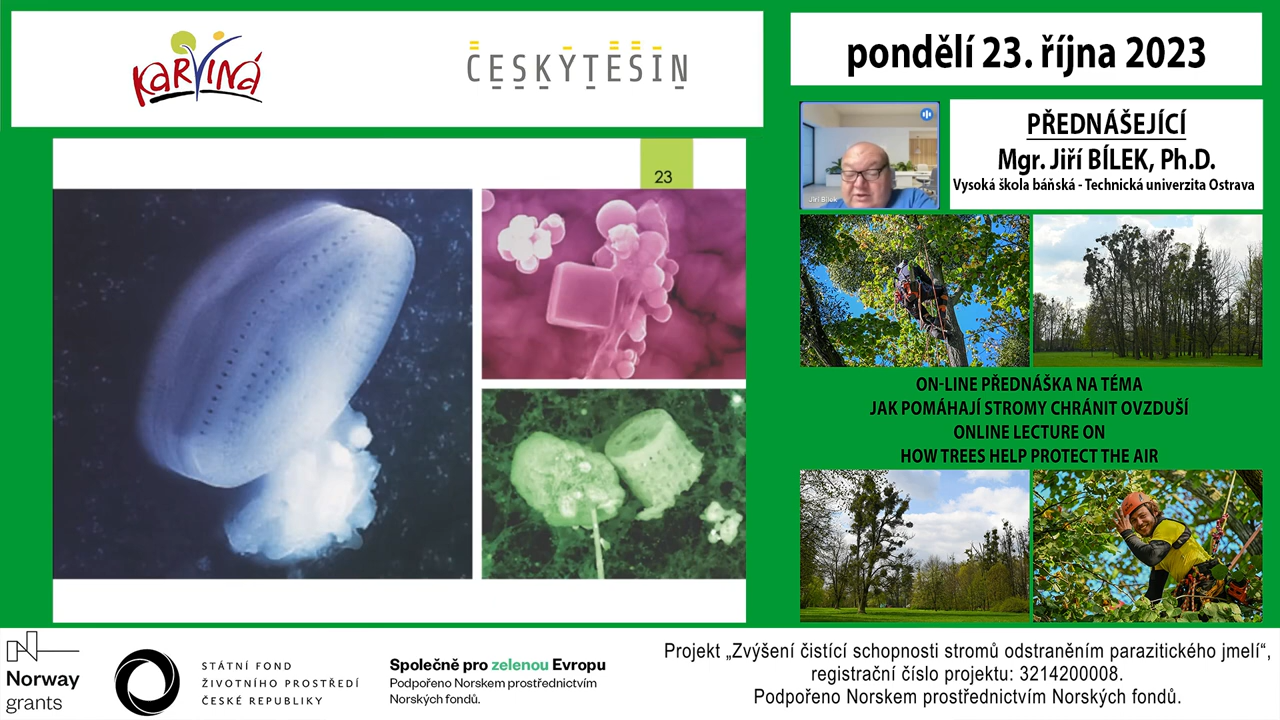 Karviná
ČESKÝTĚŠÍN
pondělí 23. října 2023
23
Jiří Bílek
PŘEDNÁŠEJÍCÍ
Mgr. Jiří BÍLEK, Ph.D.
Vysoká škola báňská - Technická univerzita Ostrava
ON-LINE PŘEDNÁŠKA NA TÉMA
JAK POMÁHAJÍ STROMY CHRÁNIT OVZDUŠÍ
ONLINE LECTURE ON
HOW TREES HELP PROTECT THE AIR
Norway
grants
STÁTNÍ FOND
ŽIVOTNÍHO PROSTŘEDÍ
ČESKÉ REPUBLIKY
Společně pro zelenou Evropu
Podpořeno Norskem prostřednictvím
Norských fondů.
Projekt „Zvýšení čistící schopnosti stromů odstraněním parazitického jmelí“,
registrační číslo projektu: 3214200008.
Podpořeno Norskem prostřednictvím Norských fondů.